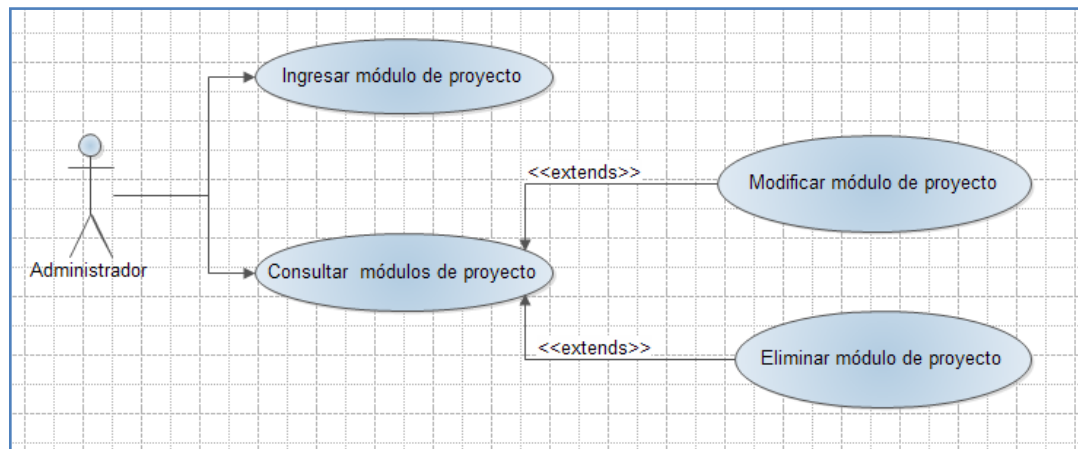 Ingresar módulo de proyecto
<<extends>>
Modificar módulo de proyecto
Administrador
Consultar módulos de proyecto
<<extends>>
Eliminar módulo de proyecto